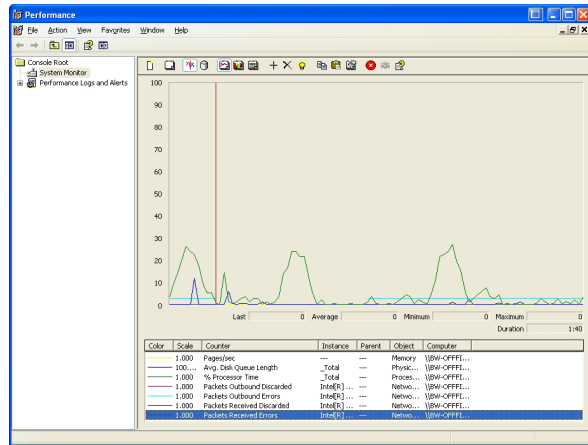 Performance
File Action View Favorites Window Help
Console Root
System Monitor
Performance Logs and Alerts
100
90
80
70
60
50
40
30
20
10
0
Last 0 Average 0 Minimum 0 Maximum 0
Duration 1:40
Color Scale Counter Instance Parent Object Computer
1.000 Pages/sec --- --- Memory \\BW-OFFFI...
100.... Avg. Disk Queue Length _Total --- Physic... \\BW-OFFFI...
1.000 % Processor Time _Total --- Proces... \\BW-OFFFI...
1.000 Packets Outbound Discarded Intel[R] ... --- Netwo... \\BW-OFFFI...
1.000 Packets Outbound Errors Intel[R] ... --- Netwo... \\BW-OFFFI...
1.000 Packets Received Discarded Intel[R] ... --- Netwo... \\BW-OFFFI...
1.000 Packets Received Errors Intel[R] ... --- Netwo... \\BW-OFFFI...